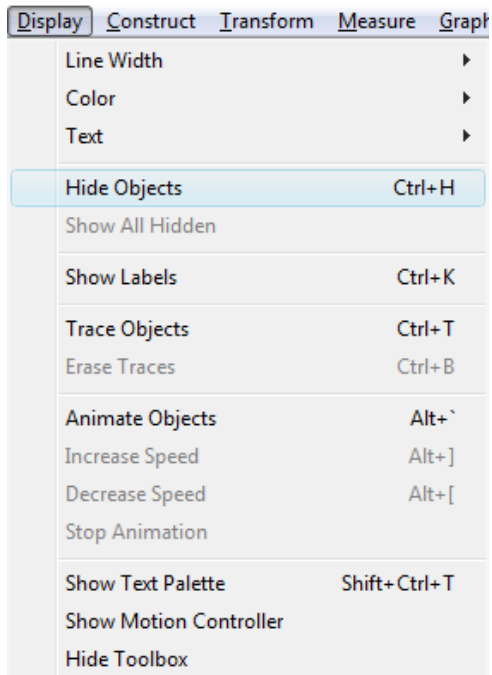 Display Construct Transform Measure Graph
Line Width
Color
Text
Hide Objects Ctrl+H
Show All Hidden
Show Labels Ctrl+K
Trace Objects Ctrl+T
Erase Traces Ctrl+B
Animate Objects Alt+`
Increase Speed Alt+]
Decrease Speed Alt+[
Stop Animation
Show Text Palette Shift+Ctrl+T
Show Motion Controller
Hide Toolbox